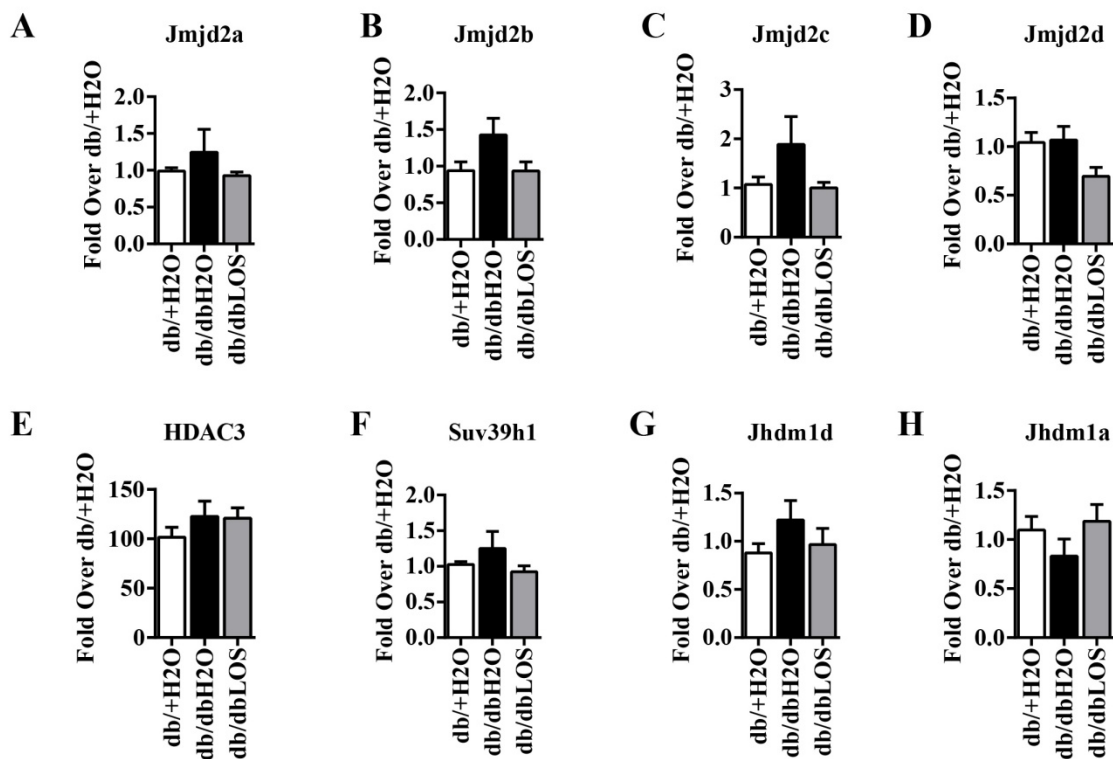 A
Jmjd2a
Fold Over db/+H2O
2.0
1.5
1.0
0.5
0.0
db/+H2O
db/dbH2O
db/dbLOS
B
Jmjd2b
Fold Over db/+H2O
2.0
1.5
1.0
0.5
0.0
db/+H2O
db/dbH2O
db/dbLOS
C
Jmjd2c
Fold Over db/+H2O
3
2
1
0
db/+H2O
db/dbH2O
db/dbLOS
D
Jmjd2d
Fold Over db/+H2O
1.5
1.0
0.5
0.0
db/+H2O
db/dbH2O
db/dbLOS
E
HDAC3
Fold Over db/+H2O
150
100
50
0
db/+H2O
db/dbH2O
db/dbLOS
F
Suv39h1
Fold Over db/+H2O
2.0
1.5
1.0
0.5
0.0
db/+H2O
db/dbH2O
db/dbLOS
G
Jhdm1d
Fold Over db/+H2O
1.5
1.0
0.5
0.0
db/+H2O
db/dbH2O
db/dbLOS
H
Jhdm1a
Fold Over db/+H2O
1.5
1.0
0.5
0.0
db/+H2O
db/dbH2O
db/dbLOS